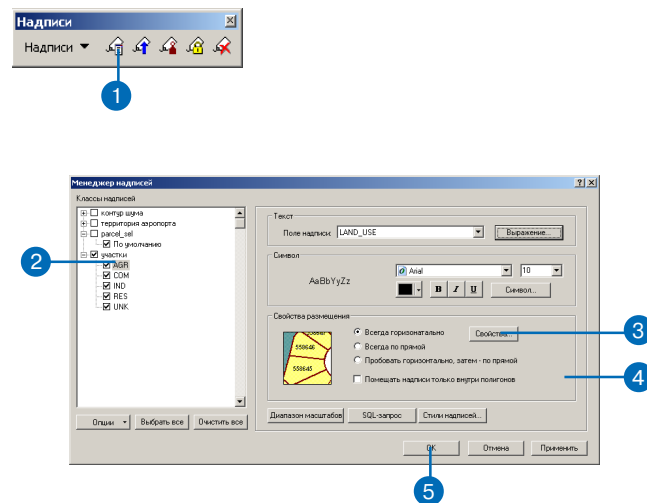 Надписи
Надписи
1
Менеджер надписей
Классы надписей
контур шума
территория аэропорта
parcel_sel
По умолчанию
участки
AGR
COM
IND
RES
UNK
Опции
Выбрать все
Очистить все
Текст
Поле надписи: LAND_USE
Выражение...
Символ
AaBbYyZz
Arial
10
B I U
Символ...
Свойства размещения
558646
558645
Всегда горизонатально
Свойства...
Всегда по прямой
Пробовать горизонтально, затем - по прямой
Помещать надписи только внутри полигонов
Диапазон масштабов
SQL-запрос
Стили надписей...
OK
Отмена
Применить
2
3
4
5